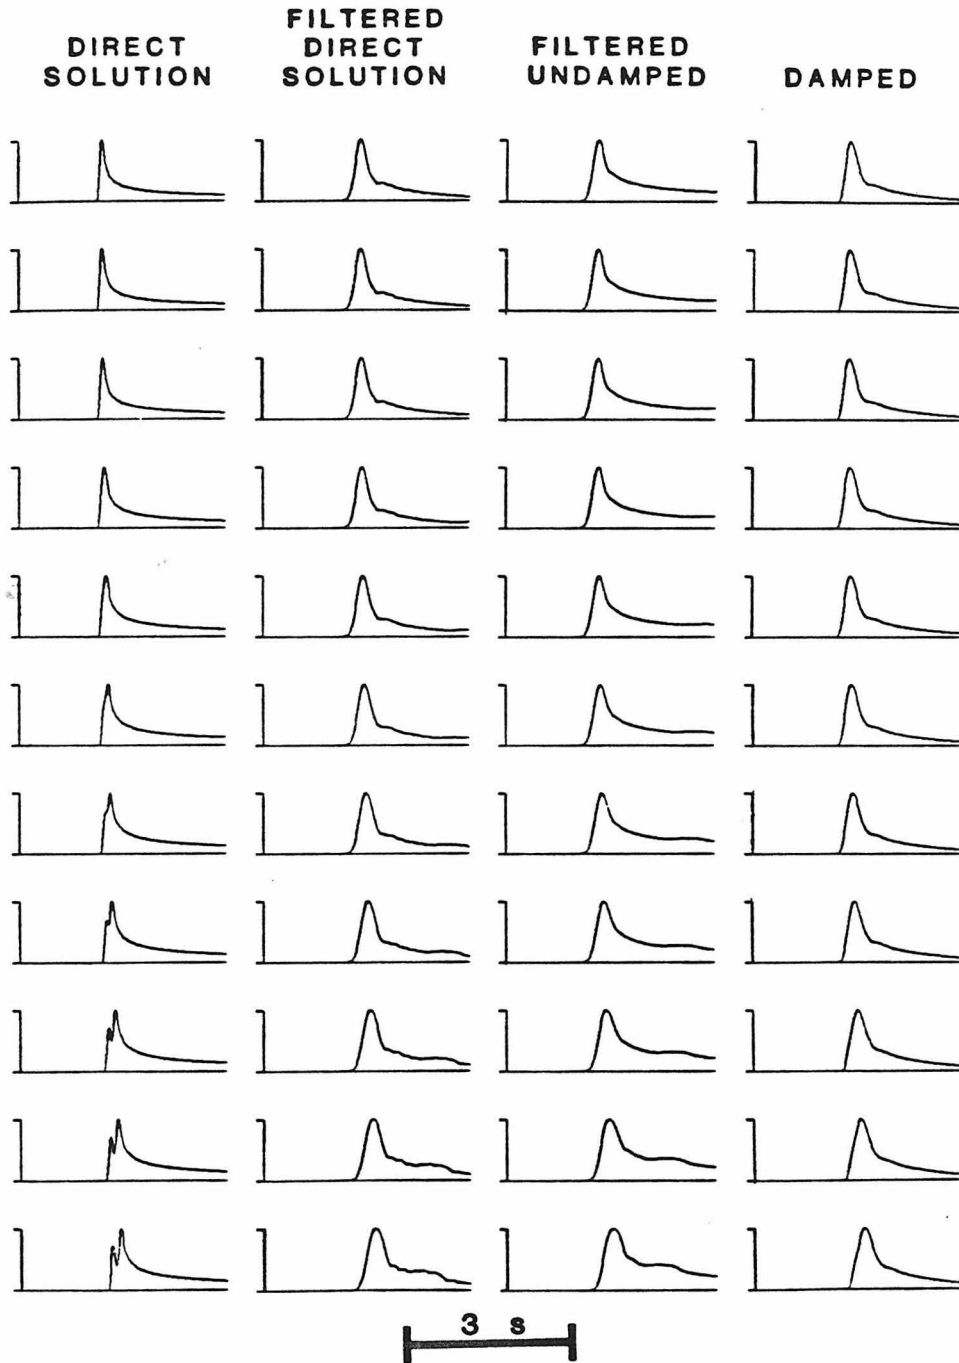 DIRECT
SOLUTION
FILTERED
DIRECT
SOLUTION
FILTERED
UNDAMPED
DAMPED
3 s